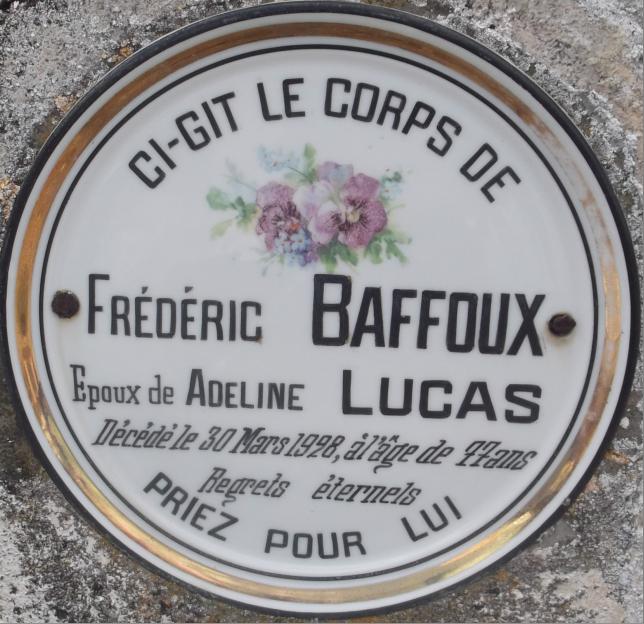 CI-GIT LE CORPS DE
FRÉDÉRIC BAFFOUX
Epoux de ADELINE LUCAS
Décédé le 30 Mars 1928, à l'âge de 77 ans
Regrets éternels
PRIEZ POUR LUI